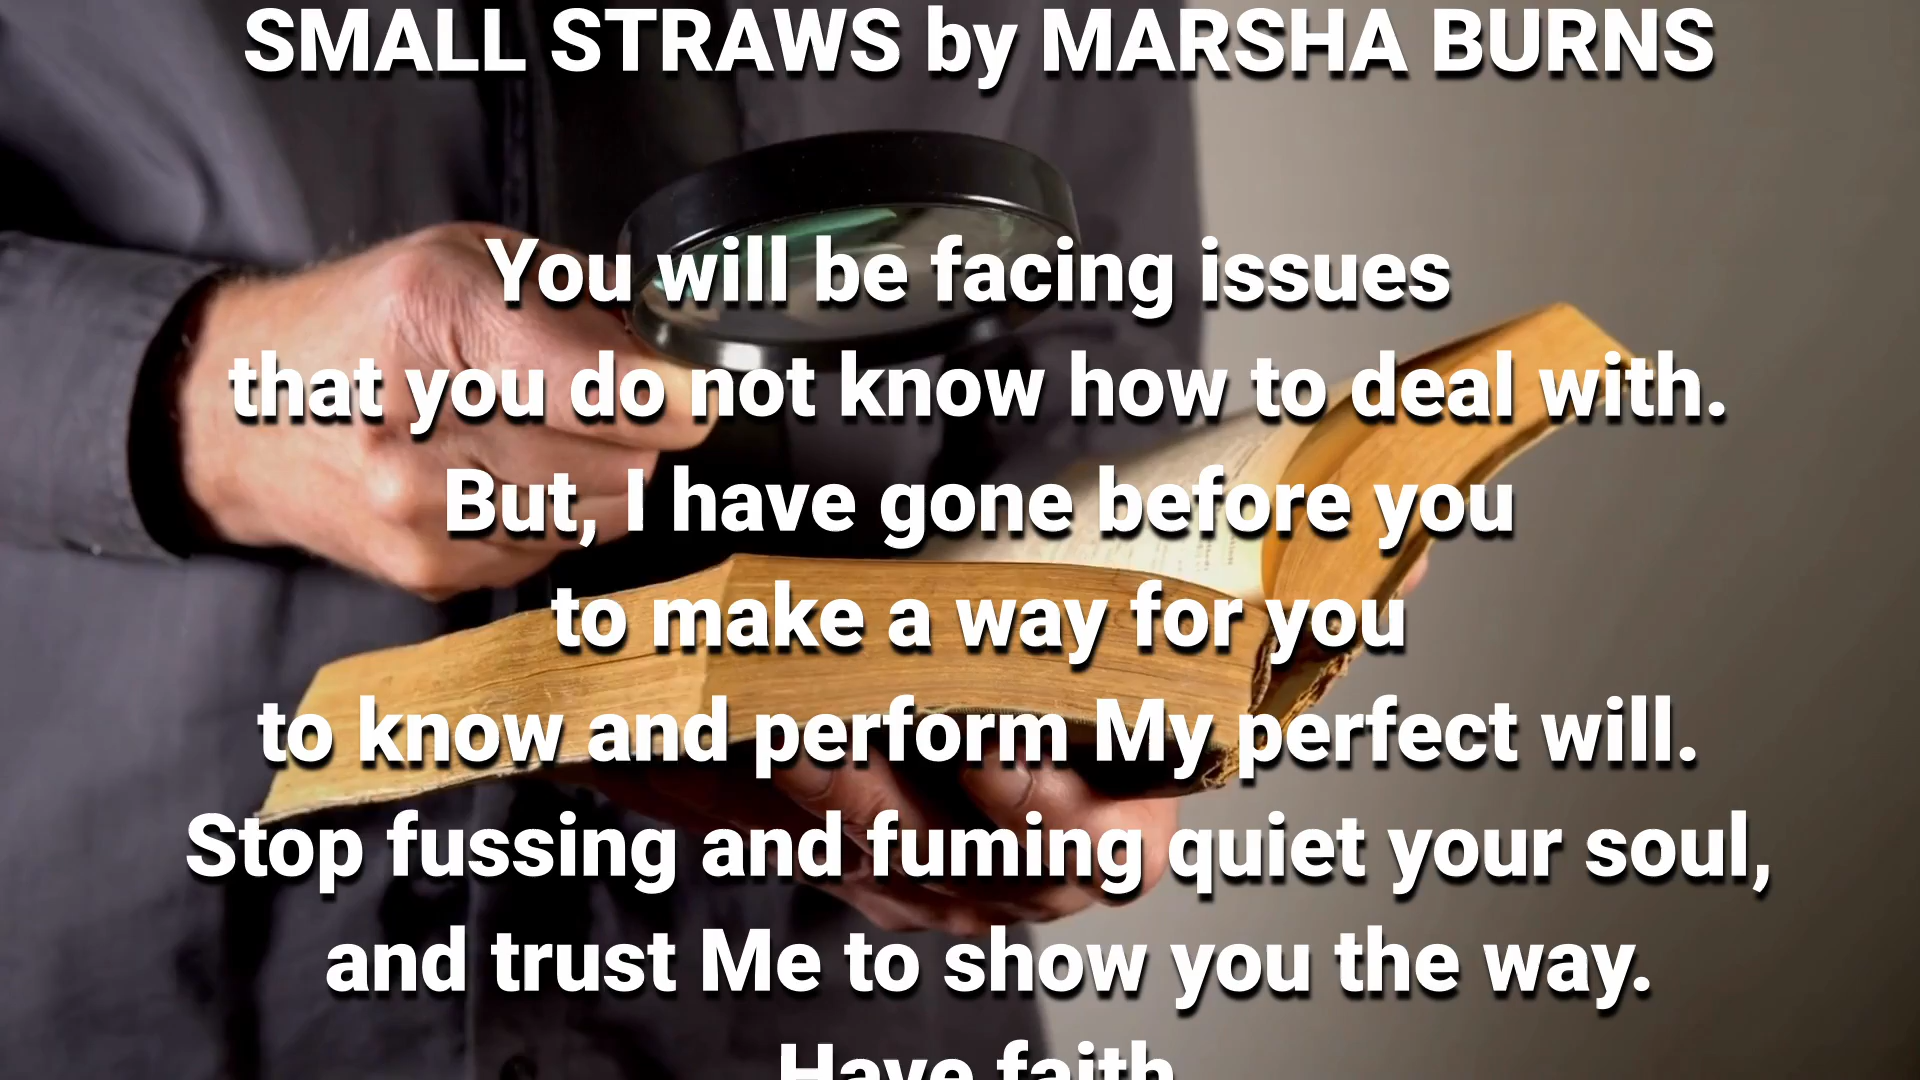 SMALL STRAWS by MARSHA BURNS
You will be facing issues
that you do not know how to deal with.
But, I have gone before you
to make a way for you
to know and perform My perfect will.
Stop fussing and fuming quiet your soul,
and trust Me to show you the way.
Have faith